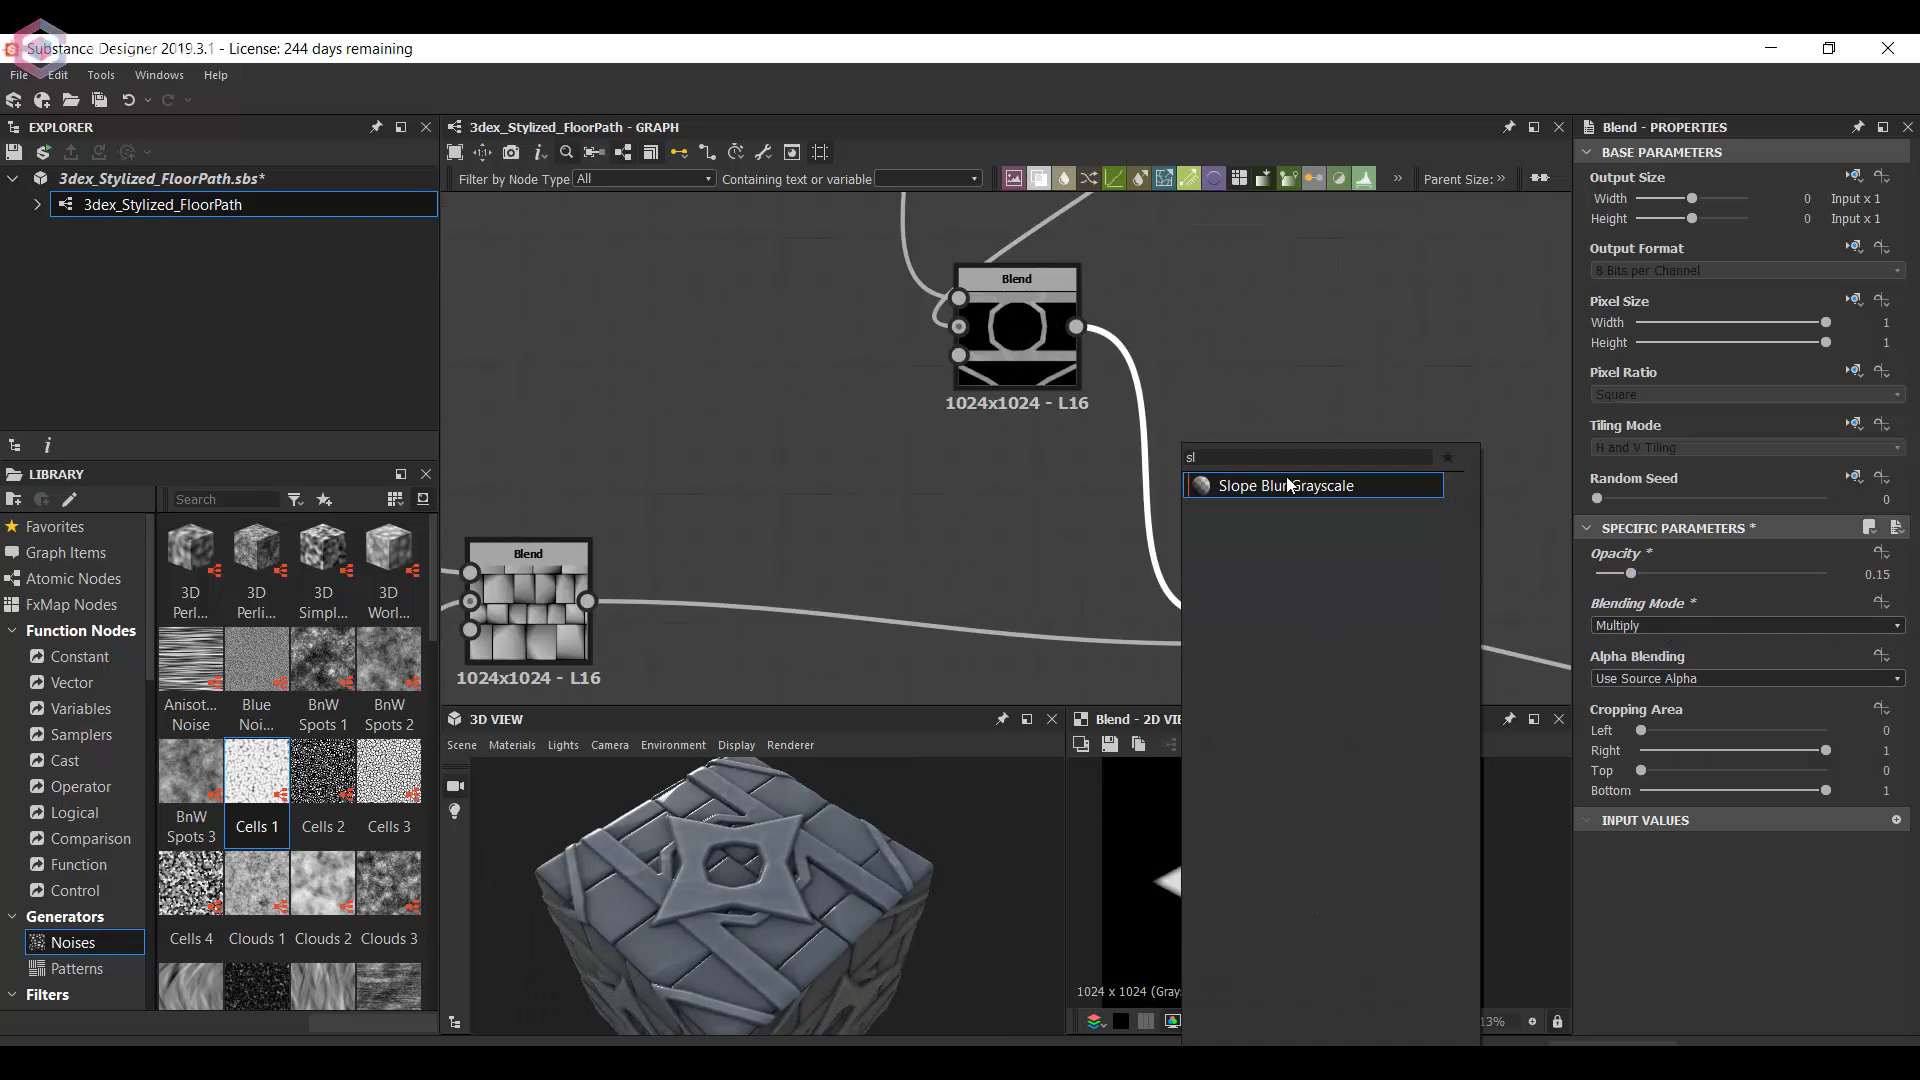 Substance Designer 2019.3.1 - License: 244 days remaining
File Edit Tools Windows Help
EXPLORER
3dex_Stylized_FloorPath.sbs*
3dex_Stylized_FloorPath
LIBRARY
Search
Favorites
Graph Items
Atomic Nodes
FxMap Nodes
Function Nodes
Constant
Vector
Variables
Samplers
Cast
Operator
Logical
Comparison
Function
Control
Generators
Noises
Patterns
Filters
3D Perl...
3D Perli...
3D Simpl...
3D Worl...
Anisot... Noise
Blue Noi...
BnW Spots 1
BnW Spots 2
BnW Spots 3
Cells 1
Cells 2
Cells 3
Cells 4
Clouds 1
Clouds 2
Clouds 3
3dex_Stylized_FloorPath - GRAPH
Filter by Node Type All
Containing text or variable
Parent Size:
Blend
1024x1024 - L16
sl
Slope Blur Grayscale
Blend
1024x1024 - L16
3D VIEW
Scene Materials Lights Camera Environment Display Renderer
Blend - 2D VIE
1024 x 1024 (Gray
13%
Blend - PROPERTIES
BASE PARAMETERS
Output Size
Width 0 Input x 1
Height 0 Input x 1
Output Format
8 Bits per Channel
Pixel Size
Width 1
Height 1
Pixel Ratio
Square
Tiling Mode
H and V Tiling
Random Seed
0
SPECIFIC PARAMETERS *
Opacity *
0.15
Blending Mode *
Multiply
Alpha Blending
Use Source Alpha
Cropping Area
Left 0
Right 1
Top 0
Bottom 1
INPUT VALUES